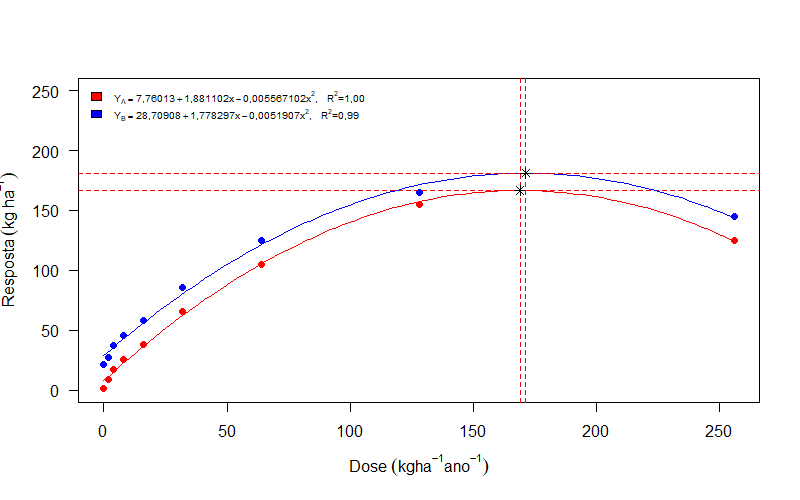 Y_A = 7,76013 + 1,881102x − 0,005567102x², R²=1,00
Y_B = 28,70908 + 1,778297x − 0,0051907x², R²=0,99
250
200
150
100
50
0
Resposta (kg ha⁻¹)
0 50 100 150 200 250
Dose (kgha⁻¹ano⁻¹)